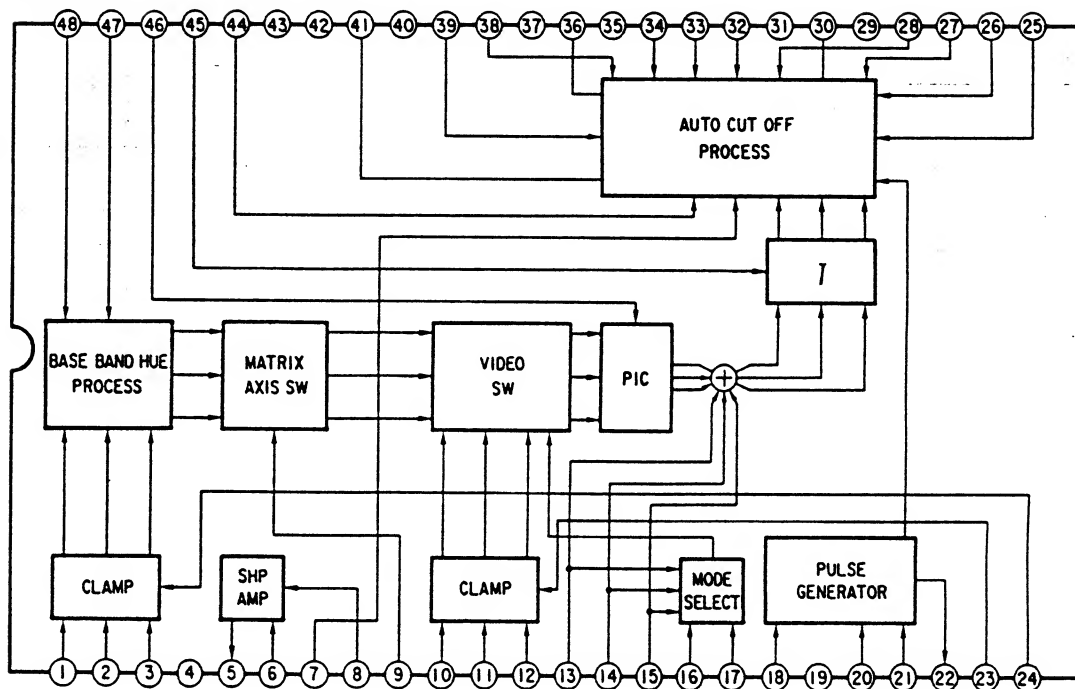 48 47 46 45 44 43 42 41 40 39 38 37 36 35 34 33 32 31 30 29 28 27 26 25
AUTO CUT OFF
PROCESS
γ
BASE BAND HUE
PROCESS
MATRIX
AXIS SW
VIDEO
SW
PIC
+
CLAMP
SHP
AMP
CLAMP
MODE
SELECT
PULSE
GENERATOR
1 2 3 4 5 6 7 8 9 10 11 12 13 14 15 16 17 18 19 20 21 22 23 24